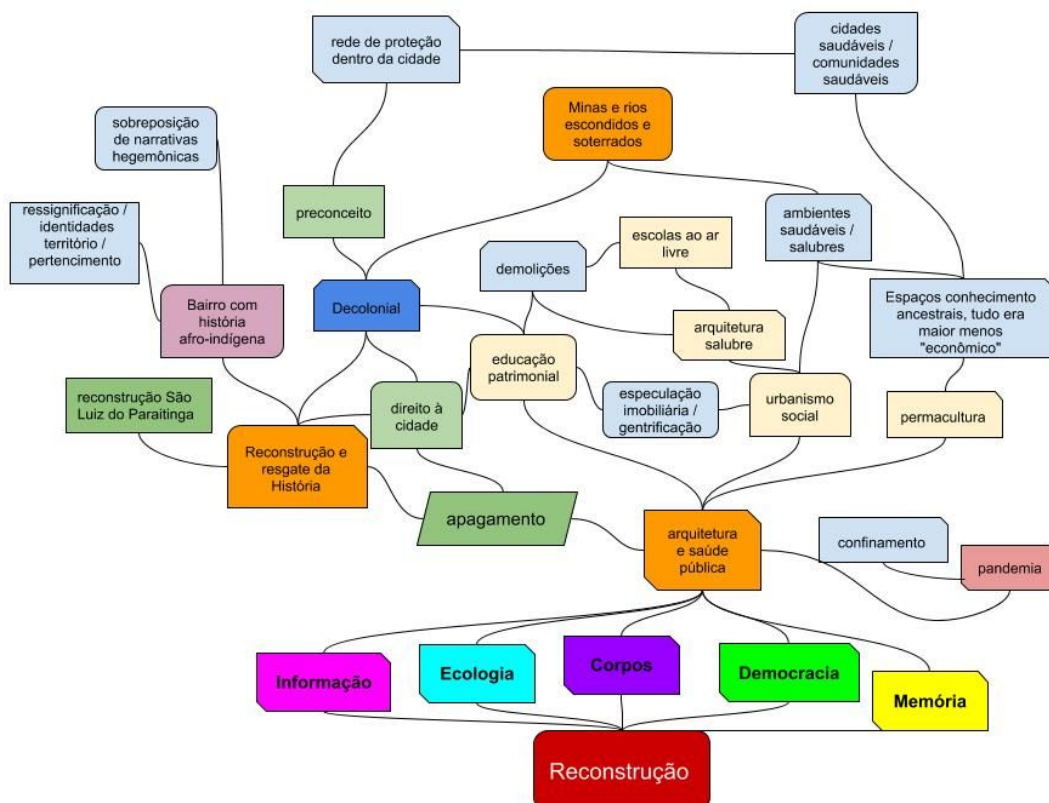 rede de proteção
dentro da cidade
cidades
saudáveis /
comunidades
saudáveis
Minas e rios
escondidos e
soterrados
sobreposição
de narrativas
hegemônicas
preconceito
ressignificação /
identidades
território /
pertencimento
ambientes
saudáveis /
salubres
escolas ao ar
livre
demolições
Bairro com
história
afro-indígena
Decolonial
Espaços conhecimento
ancestrais, tudo era
maior menos
"econômico"
arquitetura
salubre
educação
patrimonial
reconstrução São
Luiz do Paraitinga
direito à
cidade
especulação
imobiliária /
gentrificação
urbanismo
social
permacultura
Reconstrução e
resgate da
História
apagamento
arquitetura
e saúde
pública
confinamento
pandemia
Informação
Ecologia
Corpos
Democracia
Memória
Reconstrução